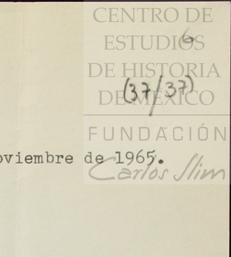 CENTRO DE
ESTUDIOS
6
DE HISTORIA
(37/37)
DE MÉXICO
FUNDACIÓN
oviembre de 1965.
Carlos Slim